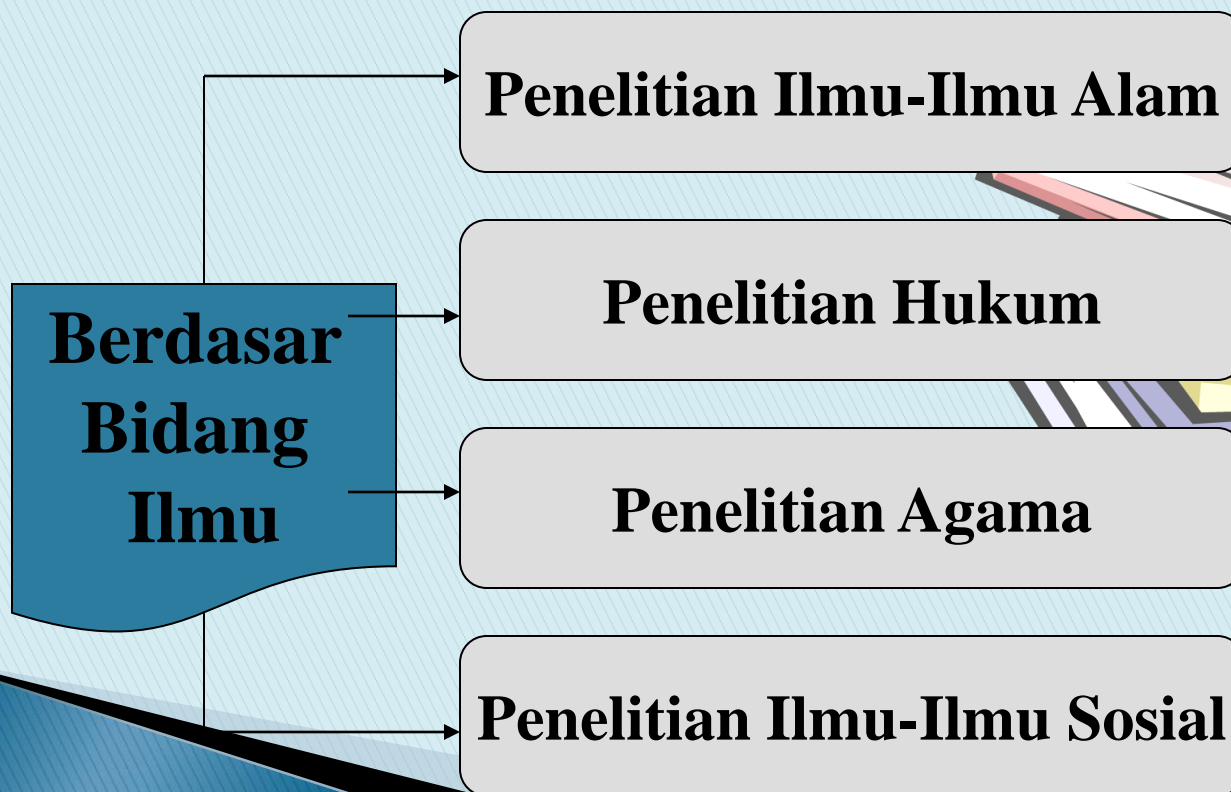 Penelitian Ilmu-Ilmu Alam
Penelitian Hukum
Berdasar
Bidang
Ilmu
Penelitian Agama
Penelitian Ilmu-Ilmu Sosial